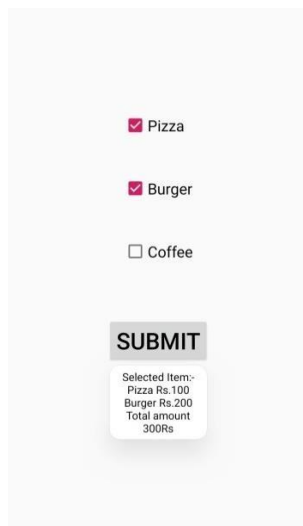 Pizza
Burger
Coffee
SUBMIT
Selected Item:-
Pizza Rs.100
Burger Rs.200
Total amount
300Rs